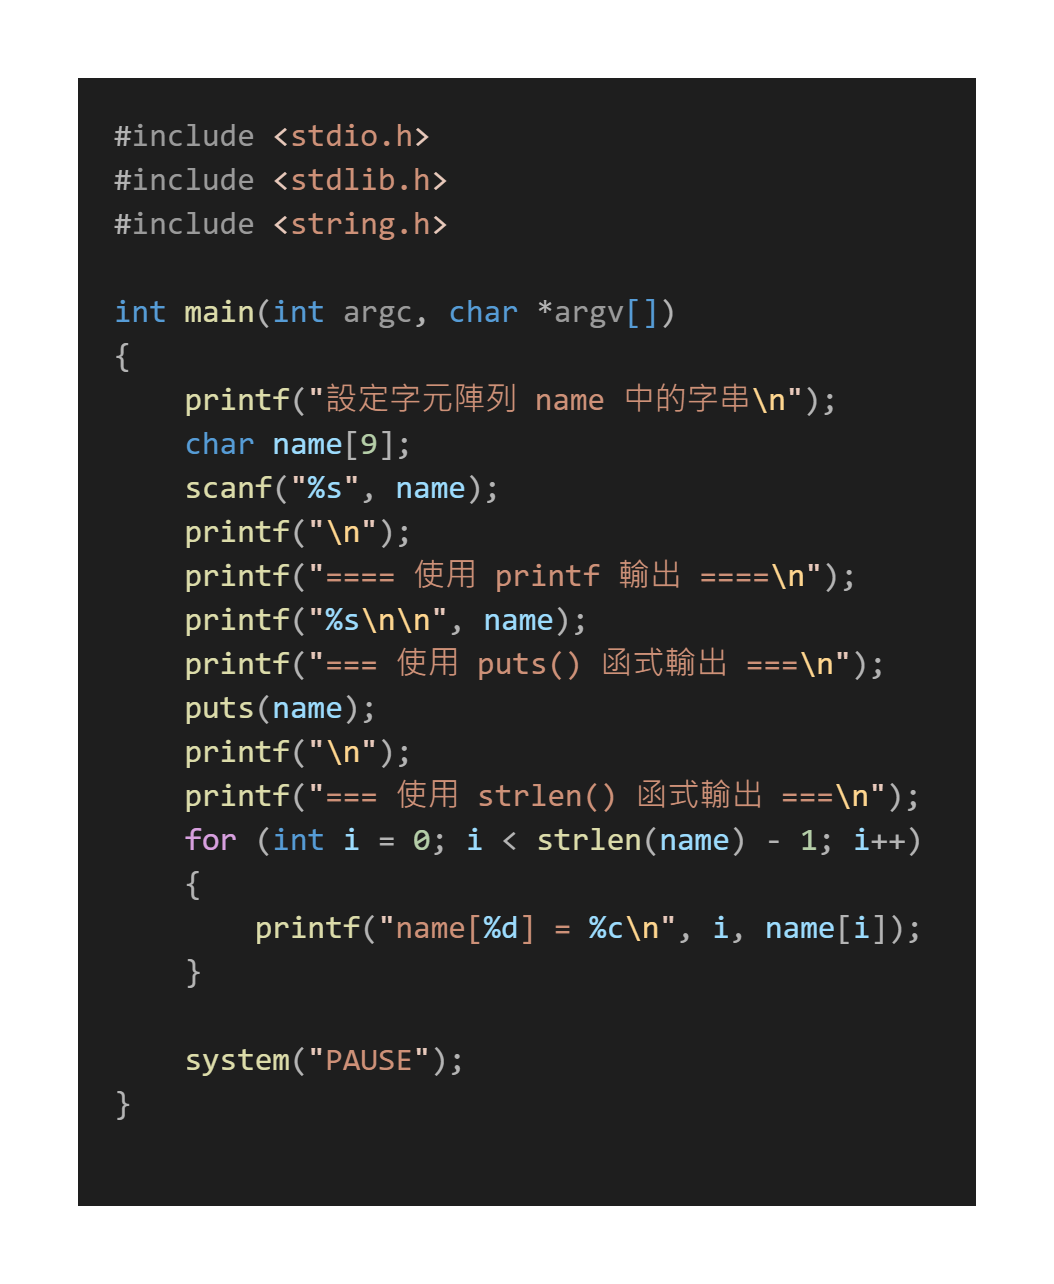 #include <stdio.h>
#include <stdlib.h>
#include <string.h>
int main(int argc, char *argv[])
{
    printf("設定字元陣列 name 中的字串\n");
    char name[9];
    scanf("%s", name);
    printf("\n");
    printf("==== 使用 printf 輸出 ====\n");
    printf("%s\n\n", name);
    printf("=== 使用 puts() 函式輸出 ===\n");
    puts(name);
    printf("\n");
    printf("=== 使用 strlen() 函式輸出 ===\n");
    for (int i = 0; i < strlen(name) - 1; i++)
    {
        printf("name[%d] = %c\n", i, name[i]);
    }
    system("PAUSE");
}